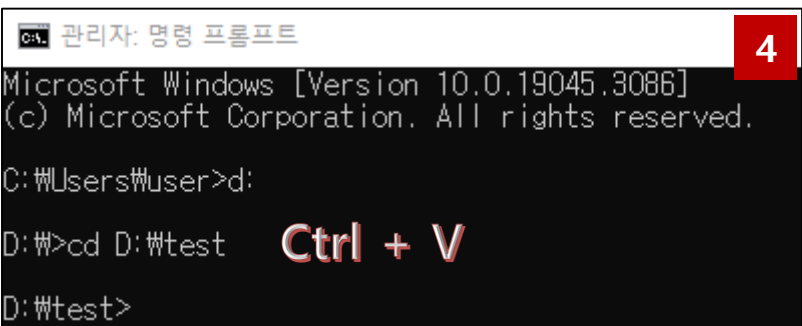 관리자: 명령 프롬프트
4
Microsoft Windows [Version 10.0.19045.3086]
(c) Microsoft Corporation. All rights reserved.
C:₩Users₩user>d:
D:₩>cd D:₩test Ctrl + V
D:₩test>